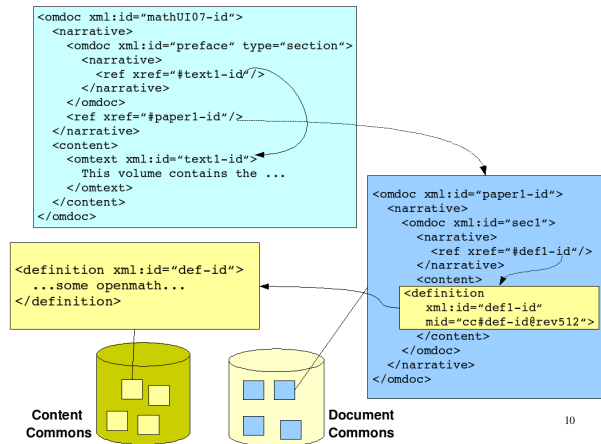 <omdoc xml:id=“mathUI07-id“>
<narrative>
<omdoc xml:id=“preface“ type=“section“>
<narrative>
<ref xref=“#text1-id“/>
</narrative>
</omdoc>
<ref xref=“#paper1-id“/>
</narrative>
<content>
<omtext xml:id=“text1-id“>
This volume contains the ...
</omtext>
</content>
</omdoc>
<omdoc xml:id=“paper1-id“>
<narrative>
<omdoc xml:id=“sec1“>
<narrative>
<ref xref=“#def1-id“/>
</narrative>
<content>
<definition
xml:id=“def1-id“
mid=“cc#def-id@rev512“>
</content>
</omdoc>
</narrative>
</omdoc>
<definition xml:id=“def-id“>
...some openmath...
</definition>
Content
Commons
Document
Commons
10